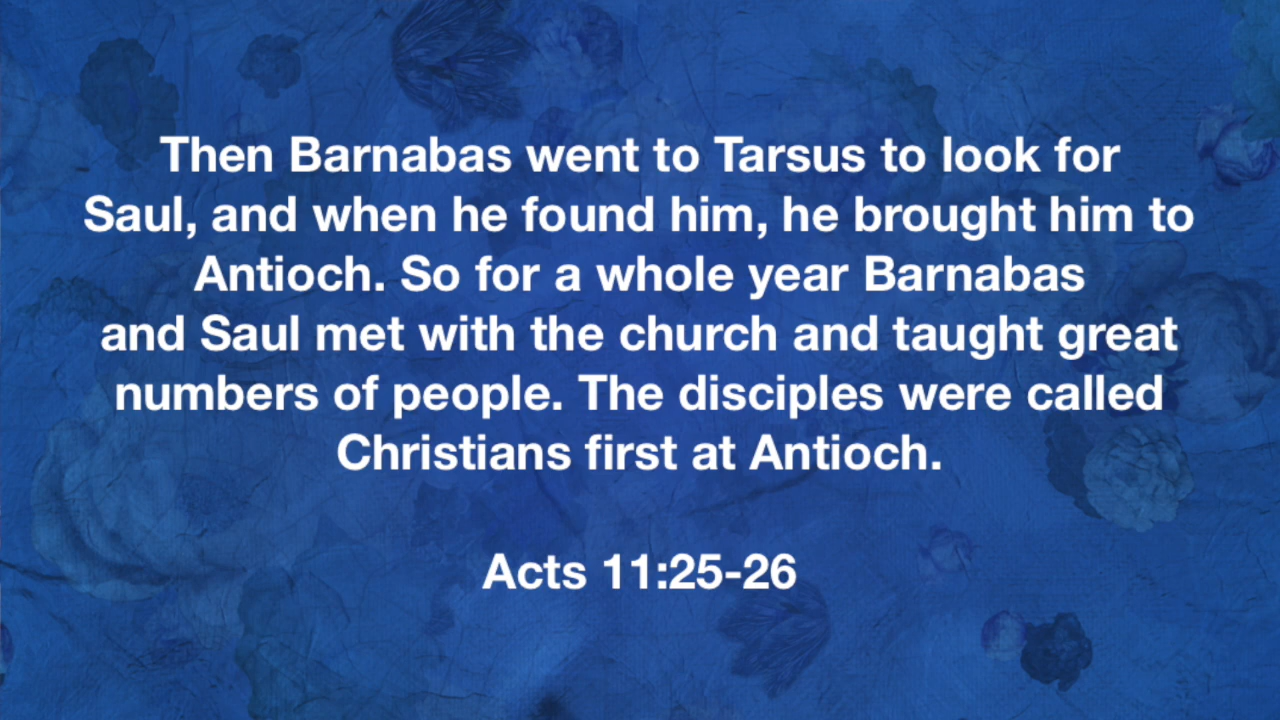 Then Barnabas went to Tarsus to look for
Saul, and when he found him, he brought him to
Antioch. So for a whole year Barnabas
and Saul met with the church and taught great
numbers of people. The disciples were called
Christians first at Antioch.
Acts 11:25-26